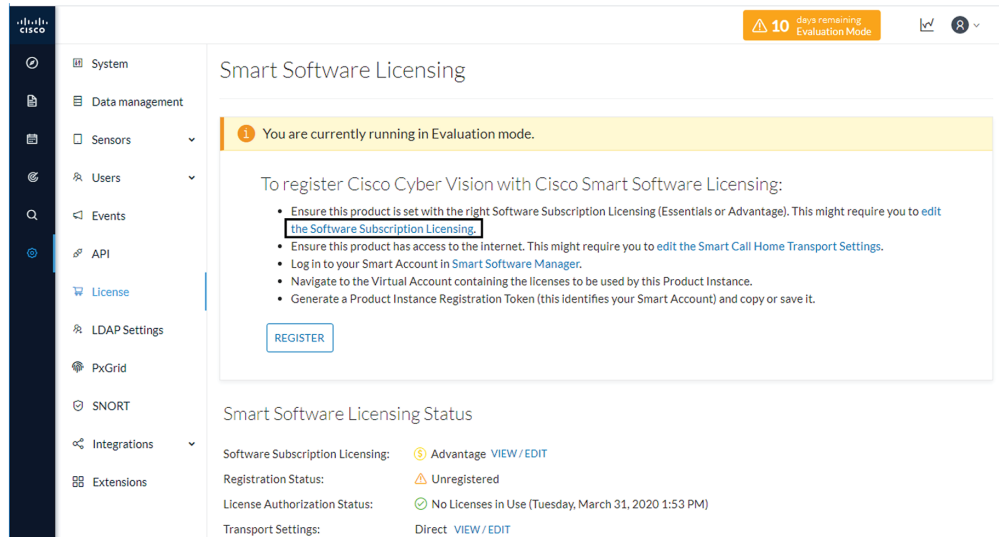 cisco
10 days remaining
Evaluation Mode
System
Data management
Sensors
Users
Events
API
License
LDAP Settings
PxGrid
SNORT
Integrations
Extensions
Smart Software Licensing
You are currently running in Evaluation mode.
To register Cisco Cyber Vision with Cisco Smart Software Licensing:
• Ensure this product is set with the right Software Subscription Licensing (Essentials or Advantage). This might require you to edit
the Software Subscription Licensing.
• Ensure this product has access to the internet. This might require you to edit the Smart Call Home Transport Settings.
• Log in to your Smart Account in Smart Software Manager.
• Navigate to the Virtual Account containing the licenses to be used by this Product Instance.
• Generate a Product Instance Registration Token (this identifies your Smart Account) and copy or save it.
REGISTER
Smart Software Licensing Status
Software Subscription Licensing: Advantage VIEW / EDIT
Registration Status: Unregistered
License Authorization Status: No Licenses in Use (Tuesday, March 31, 2020 1:53 PM)
Transport Settings: Direct VIEW / EDIT